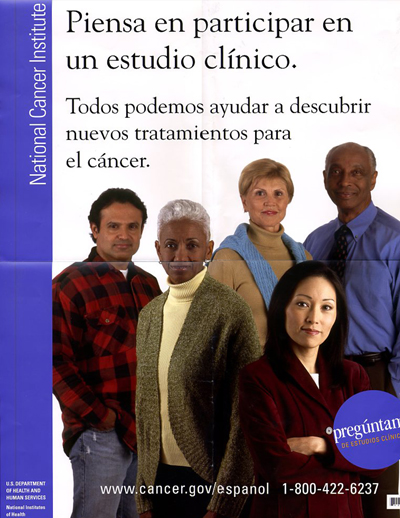 National Cancer Institute
Piensa en participar en
un estudio clínico.
Todos podemos ayudar a descubrir
nuevos tratamientos para
el cáncer.
pregúntan
DE ESTUDIOS CLÍNIC
U.S. DEPARTMENT
OF HEALTH AND
HUMAN SERVICES
National Institutes
of Health
www.cancer.gov/espanol 1-800-422-6237